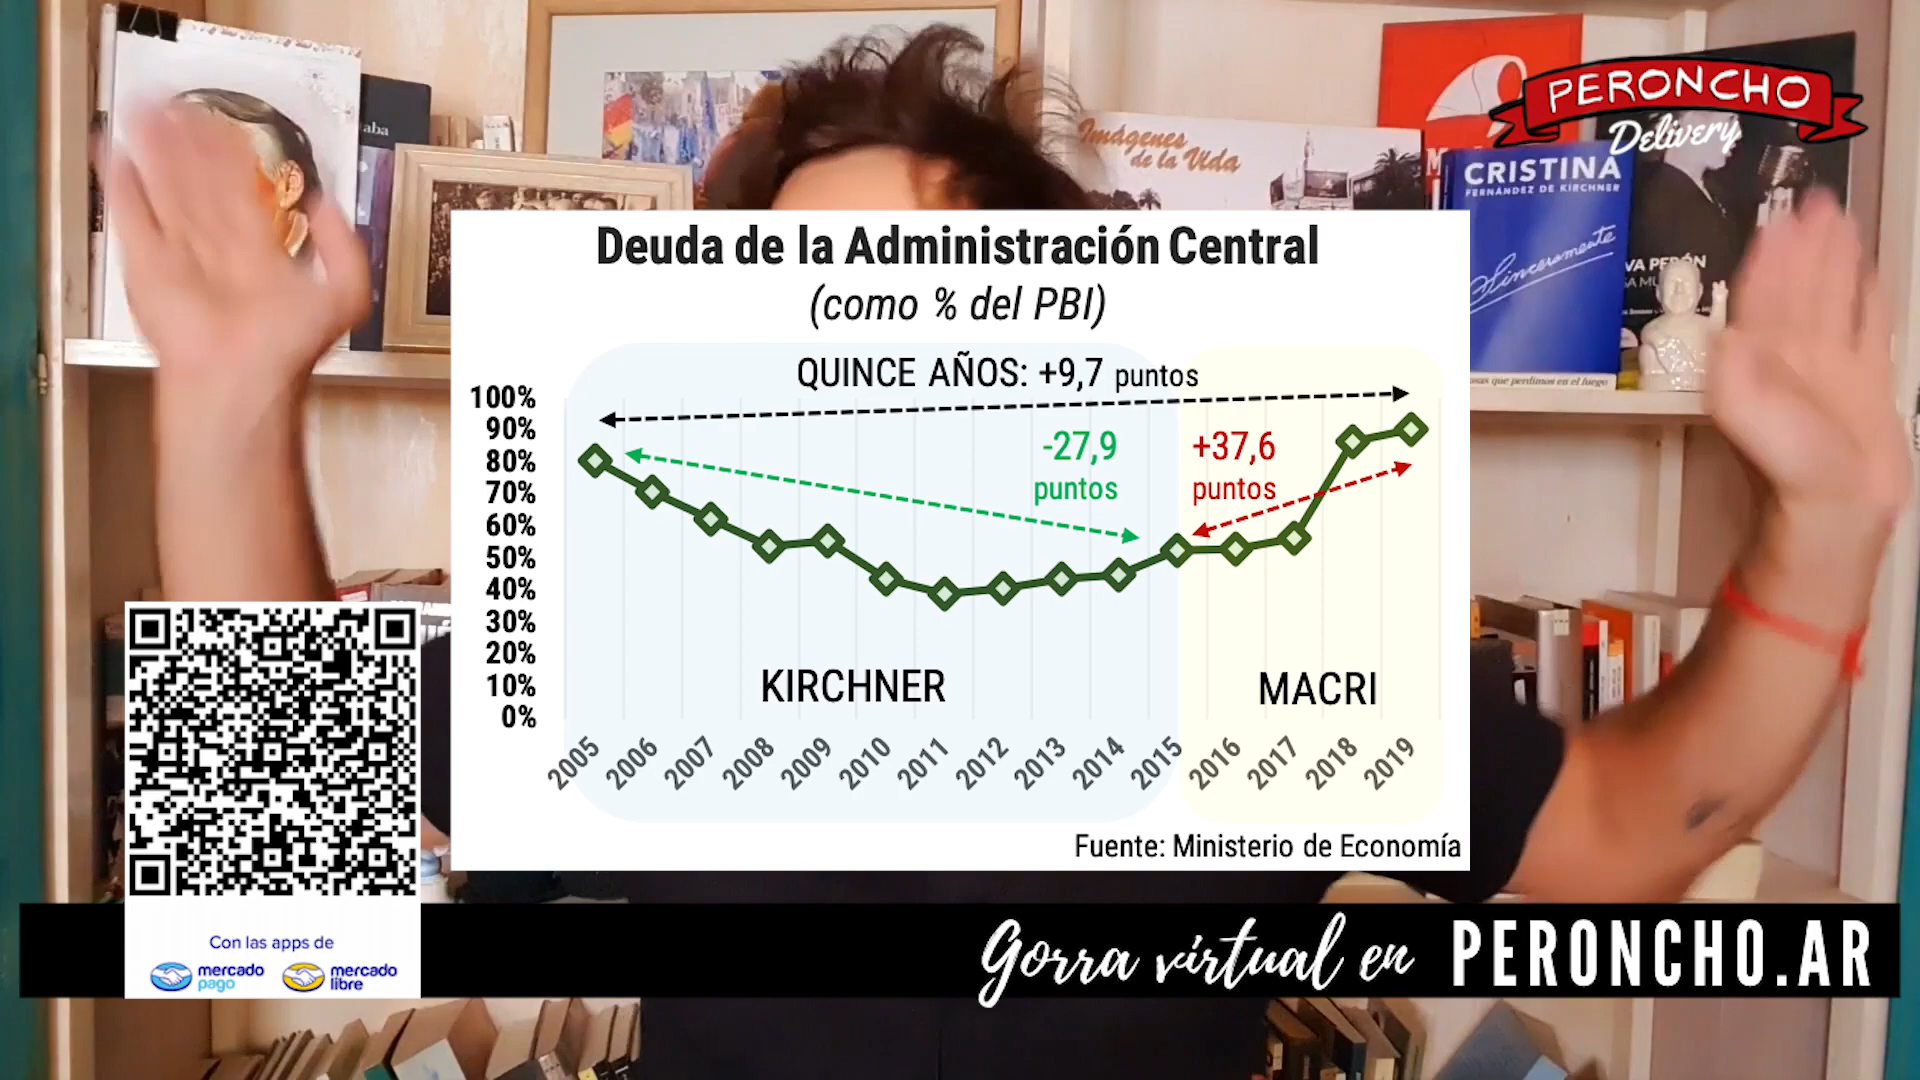 PERONCHO
Delivery
aba
Imágenes
de la Vida
CRISTINA
FERNÁNDEZ DE KIRCHNER
Sinceramente
VA PERÓN
Deuda de la Administración Central
(como % del PBI)
QUINCE AÑOS: +9,7 puntos
100%
90%
80%
70%
60%
50%
40%
30%
20%
10%
0%
-27,9
puntos
+37,6
puntos
KIRCHNER
MACRI
2005
2006
2007
2008
2009
2010
2011
2012
2013
2014
2015
2016
2017
2018
2019
Fuente: Ministerio de Economía
Con las apps de
mercado
pago
mercado
libre
Gorra virtual en PERONCHO.AR